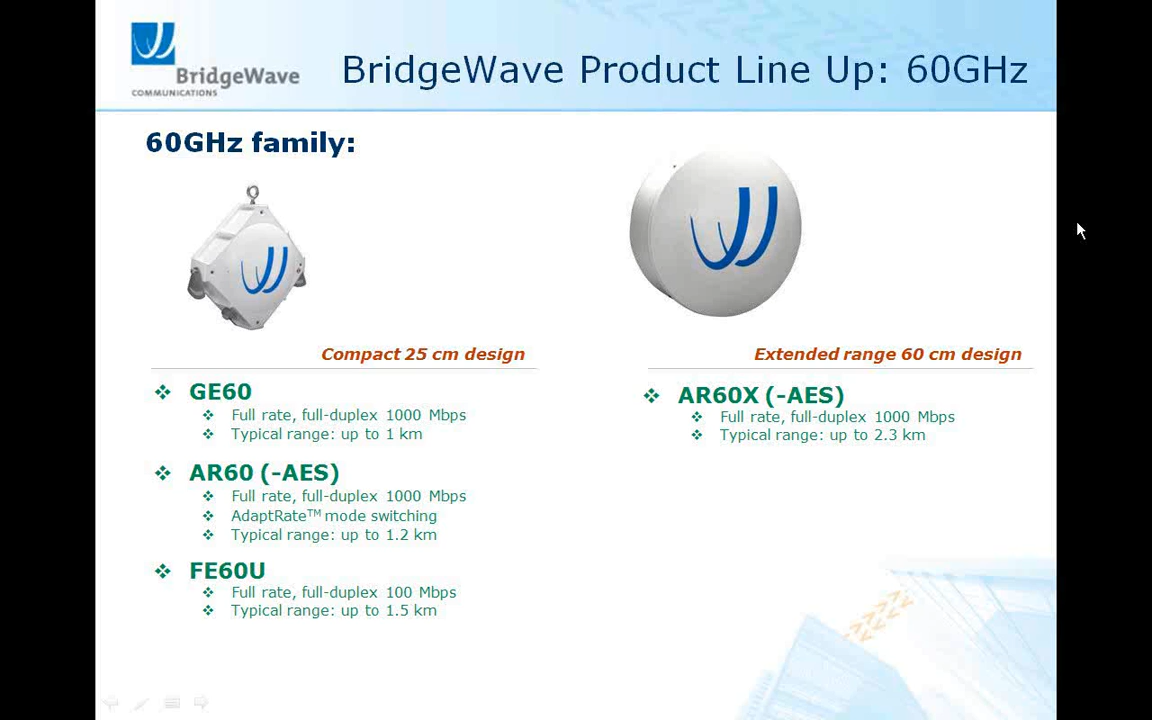 BridgeWave
COMMUNICATIONS
BridgeWave Product Line Up: 60GHz
60GHz family:
Compact 25 cm design
❖ GE60
❖ Full rate, full-duplex 1000 Mbps
❖ Typical range: up to 1 km
❖ AR60 (-AES)
❖ Full rate, full-duplex 1000 Mbps
❖ AdaptRate™ mode switching
❖ Typical range: up to 1.2 km
❖ FE60U
❖ Full rate, full-duplex 100 Mbps
❖ Typical range: up to 1.5 km
Extended range 60 cm design
❖ AR60X (-AES)
❖ Full rate, full-duplex 1000 Mbps
❖ Typical range: up to 2.3 km